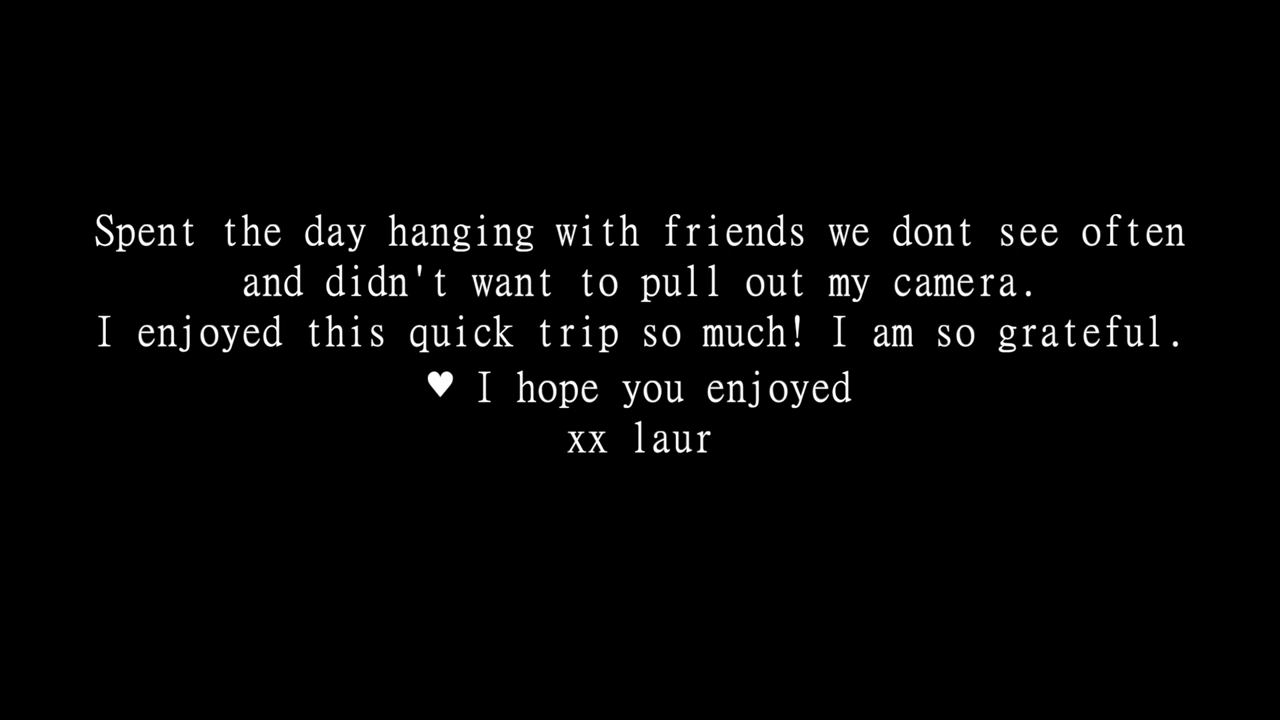 Spent the day hanging with friends we dont see often
and didn't want to pull out my camera.
I enjoyed this quick trip so much! I am so grateful.
♥ I hope you enjoyed
xx laur